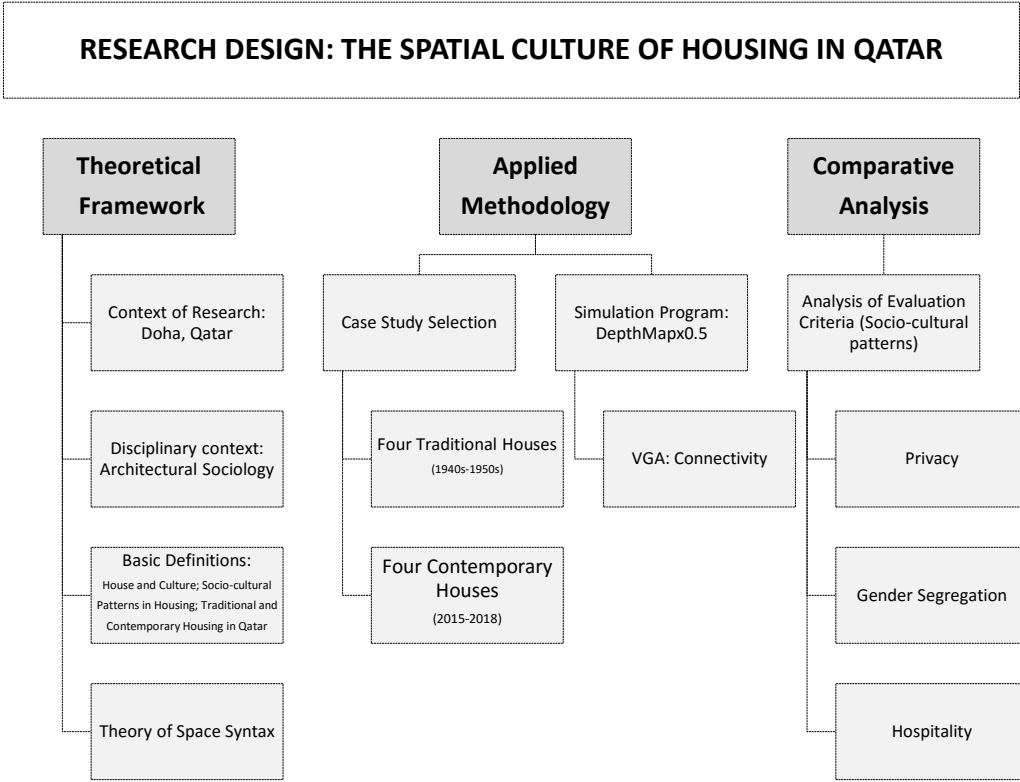 RESEARCH DESIGN: THE SPATIAL CULTURE OF HOUSING IN QATAR
Theoretical
Framework
Context of Research:
Doha, Qatar
Disciplinary context:
Architectural Sociology
Basic Definitions:
House and Culture; Socio-cultural
Patterns in Housing; Traditional and
Contemporary Housing in Qatar
Theory of Space Syntax
Applied
Methodology
Case Study Selection
Four Traditional Houses
(1940s-1950s)
Four Contemporary
Houses
(2015-2018)
Simulation Program:
DepthMapx0.5
VGA: Connectivity
Comparative
Analysis
Analysis of Evaluation
Criteria (Socio-cultural
patterns)
Privacy
Gender Segregation
Hospitality